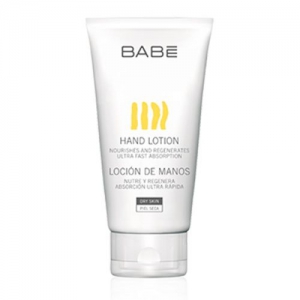 BABÉ
HAND LOTION
NOURISHES AND REGENERATES
ULTRA FAST ABSORPTION
LOCIÓN DE MANOS
NUTRE Y REGENERA
ABSORCIÓN ULTRA RÁPIDA
DRY SKIN
PIEL SECA